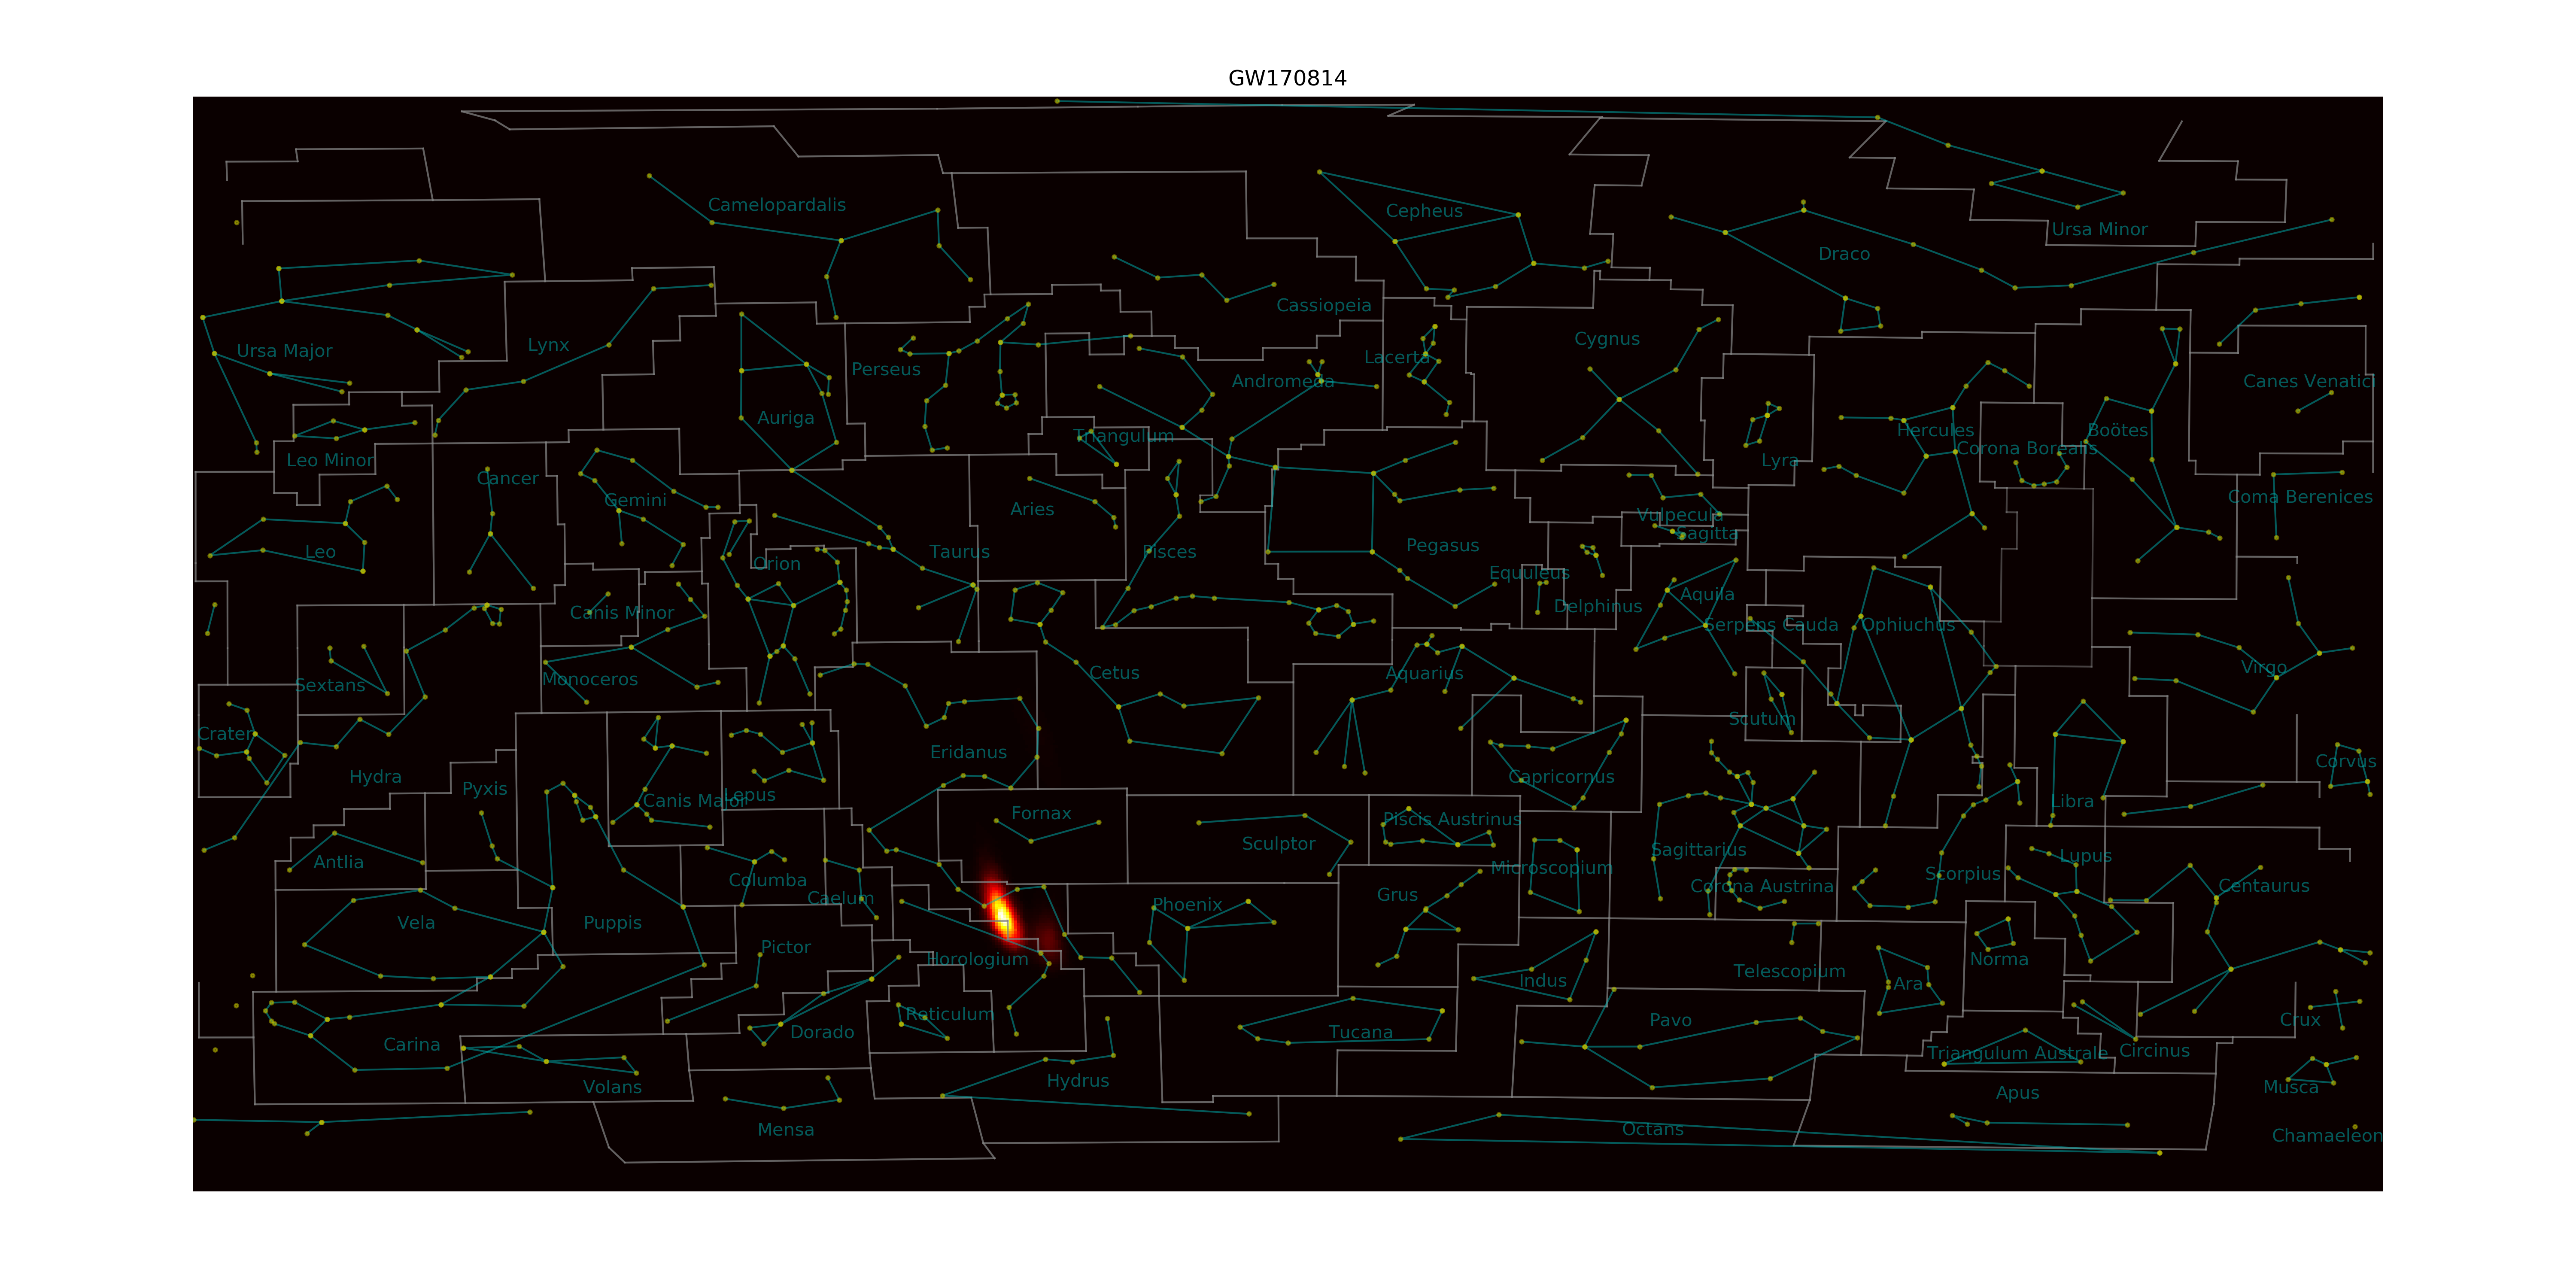 GW170814
Camelopardalis
Cepheus
Ursa Minor
Draco
Cassiopeia
Cygnus
Lynx
Ursa Major
Lacerta
Perseus
Andromeda
Canes Venatici
Auriga
Triangulum
Hercules
Boötes
Corona Borealis
Leo Minor
Lyra
Cancer
Gemini
Coma Berenices
Aries
Vulpecula
Sagitta
Pegasus
Leo
Taurus
Pisces
Orion
Equuleus
Aquila
Delphinus
Canis Minor
Serpens Cauda
Ophiuchus
Virgo
Cetus
Aquarius
Monoceros
Sextans
Scutum
Crater
Eridanus
Corvus
Hydra
Capricornus
Pyxis
Lepus
Canis Major
Libra
Fornax
Piscis Austrinus
Sculptor
Sagittarius
Lupus
Antlia
Microscopium
Scorpius
Columba
Corona Austrina
Centaurus
Grus
Caelum
Phoenix
Vela
Puppis
Pictor
Horologium
Norma
Telescopium
Indus
Ara
Reticulum
Pavo
Crux
Dorado
Tucana
Carina
Circinus
Triangulum Australe
Hydrus
Volans
Musca
Apus
Mensa
Octans
Chamaeleon